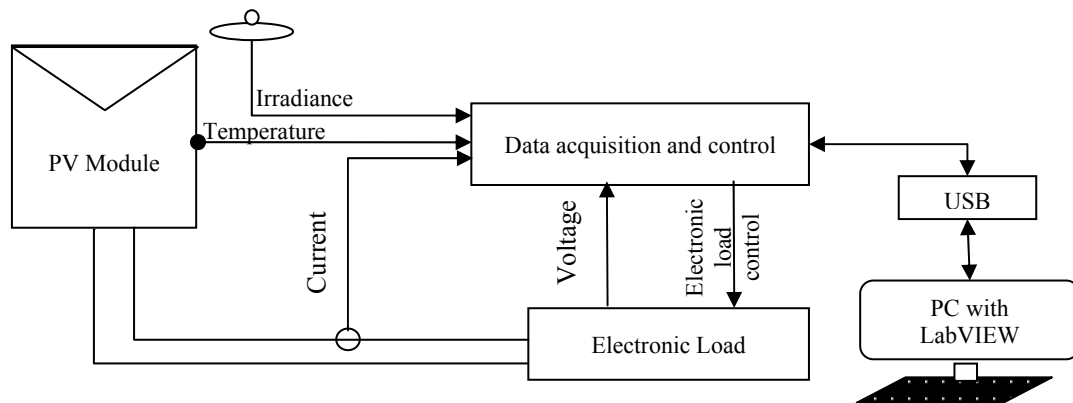 Irradiance
Temperature
PV Module
Data acquisition and control
USB
Current
Voltage
Electronic
load
control
Electronic Load
PC with
LabVIEW